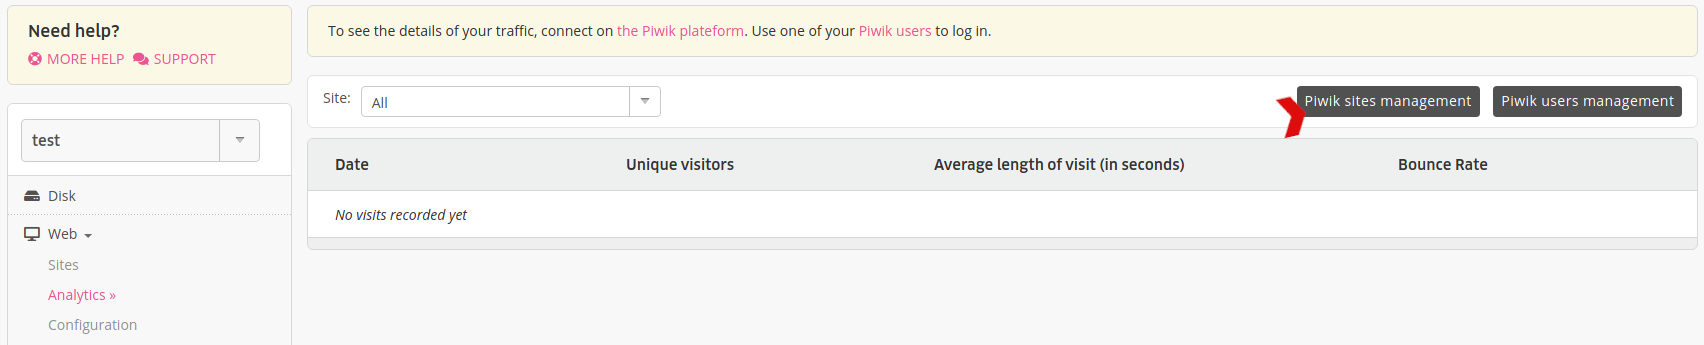 Need help?
MORE HELP SUPPORT
test
Disk
Web
Sites
Analytics »
Configuration
To see the details of your traffic, connect on the Piwik plateform. Use one of your Piwik users to log in.
Site: All Piwik sites management Piwik users management
Date Unique visitors Average length of visit (in seconds) Bounce Rate
No visits recorded yet